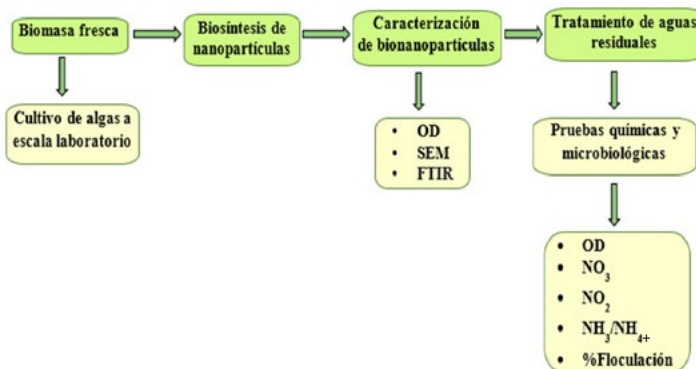 Biomasa fresca
Biosíntesis de
nanopartículas
Caracterización
de bionanopartículas
Tratamiento de aguas
residuales
Cultivo de algas a
escala laboratorio
• OD
• SEM
• FTIR
Pruebas químicas y
microbiológicas
• OD
• NO₃
• NO₂
• NH₃/NH₄₊
• %Floculación